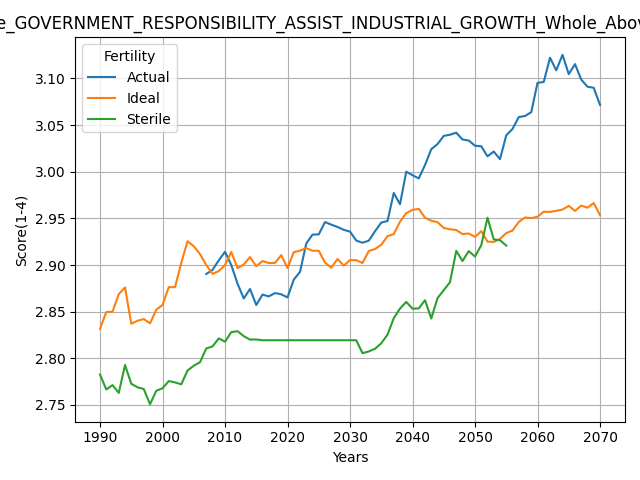 e_GOVERNMENT_RESPONSIBILITY_ASSIST_INDUSTRIAL_GROWTH_Whole_Abov
Fertility
Actual
Ideal
Sterile
Score(1-4)
3.10
3.05
3.00
2.95
2.90
2.85
2.80
2.75
1990 2000 2010 2020 2030 2040 2050 2060 2070
Years